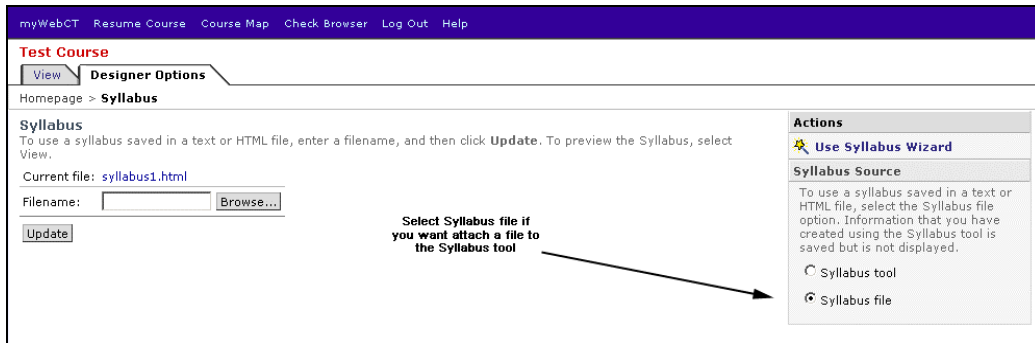 myWebCT Resume Course Course Map Check Browser Log Out Help
Test Course
View Designer Options
Homepage > Syllabus
Syllabus
To use a syllabus saved in a text or HTML file, enter a filename, and then click Update. To preview the Syllabus, select
View.
Current file: syllabus1.html
Filename: Browse...
Update
Select Syllabus file if
you want attach a file to
the Syllabus tool
Actions
Use Syllabus Wizard
Syllabus Source
To use a syllabus saved in a text or
HTML file, select the Syllabus file
option. Information that you have
created using the Syllabus tool is
saved but is not displayed.
Syllabus tool
Syllabus file